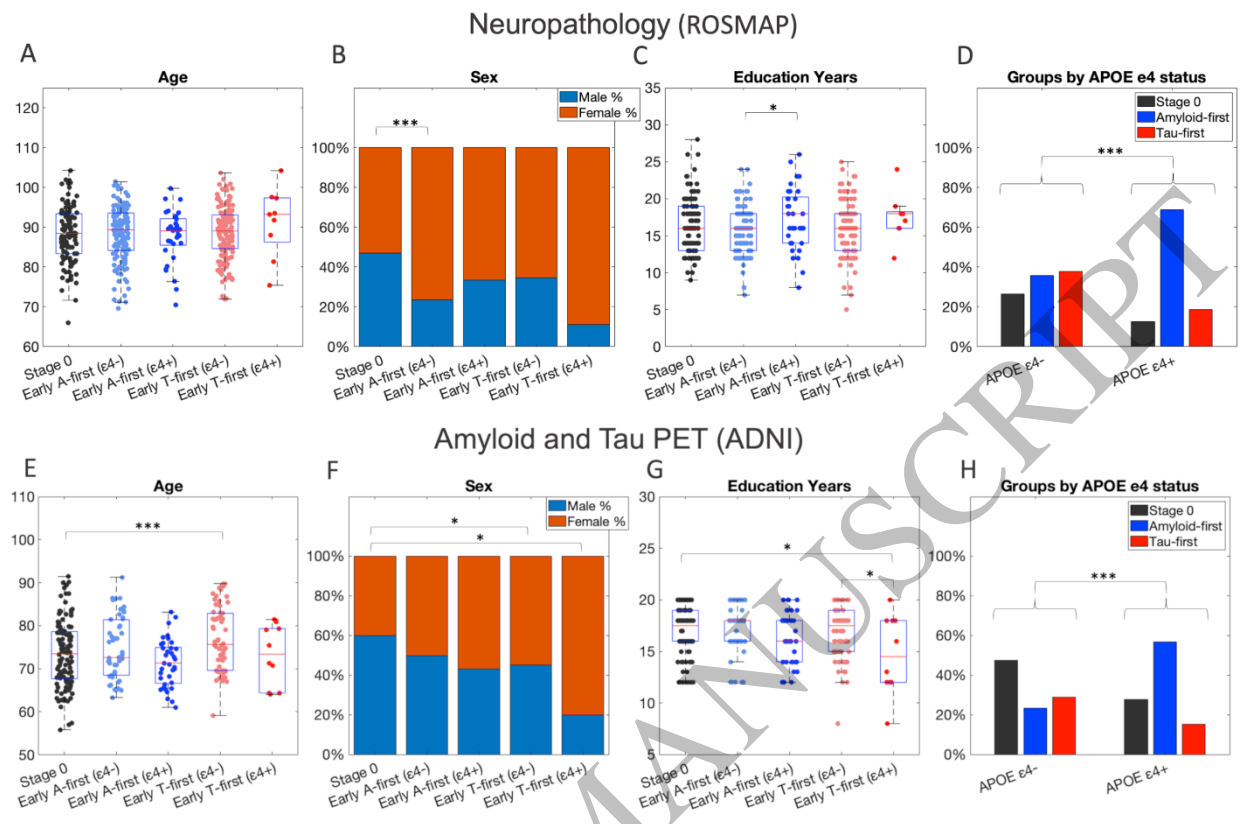 Neuropathology (ROSMAP)
A
Age
125
120
110
100
90
80
70
60
Stage 0
Early A-first (ε4-)
Early A-first (ε4+)
Early T-first (ε4-)
Early T-first (ε4+)
B
Sex
Male %
Female %
***
100%
80%
60%
40%
20%
0%
Stage 0
Early A-first (ε4-)
Early A-first (ε4+)
Early T-first (ε4-)
Early T-first (ε4+)
C
Education Years
*
35
30
25
20
15
10
5
0
Stage 0
Early A-first (ε4-)
Early A-first (ε4+)
Early T-first (ε4-)
Early T-first (ε4+)
D
Groups by APOE e4 status
Stage 0
Amyloid-first
Tau-first
***
100%
80%
60%
40%
20%
0%
APOE ε4-
APOE ε4+
Amyloid and Tau PET (ADNI)
E
Age
***
110
100
90
80
70
60
50
Stage 0
Early A-first (ε4-)
Early A-first (ε4+)
Early T-first (ε4-)
Early T-first (ε4+)
F
Sex
Male %
Female %
*
*
100%
80%
60%
40%
20%
0%
Stage 0
Early A-first (ε4-)
Early A-first (ε4+)
Early T-first (ε4-)
Early T-first (ε4+)
G
Education Years
*
*
30
25
20
15
10
5
Stage 0
Early A-first (ε4-)
Early A-first (ε4+)
Early T-first (ε4-)
Early T-first (ε4+)
H
Groups by APOE e4 status
Stage 0
Amyloid-first
Tau-first
***
100%
80%
60%
40%
20%
0%
APOE ε4-
APOE ε4+
MANUSCRIPT